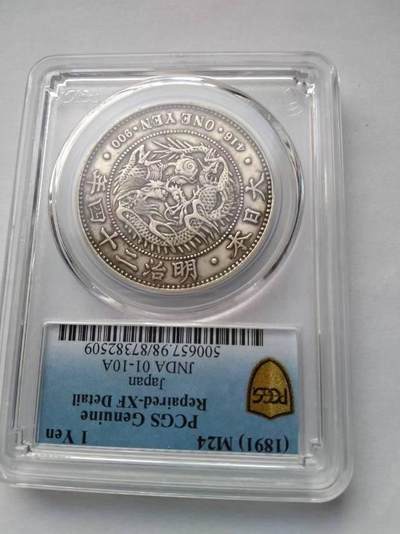 (1891) M24 1 Yen
PCGS Genuine
Repaired-XF Detail
Japan
JNDA 01-10A
500657.98/87382509
PCGS
大日本・明治二十四年
416・ONE YEN・900